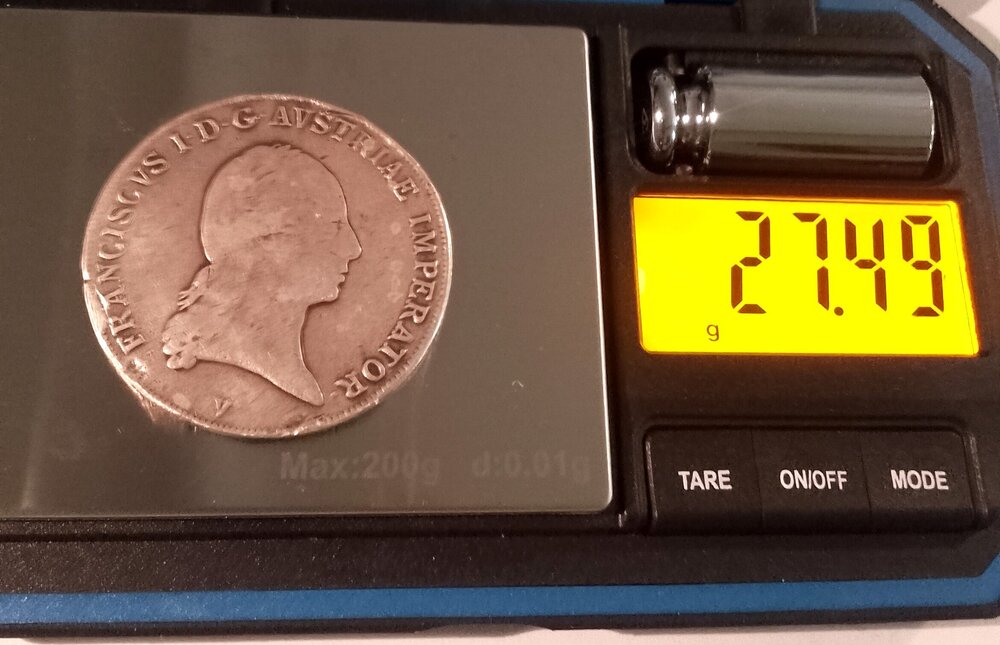 FRANCISCVS I·D·G·AVSTRIAE IMPERATOR·
A
27.49
g
Max:200g d:0.01g
TARE ON/OFF MODE